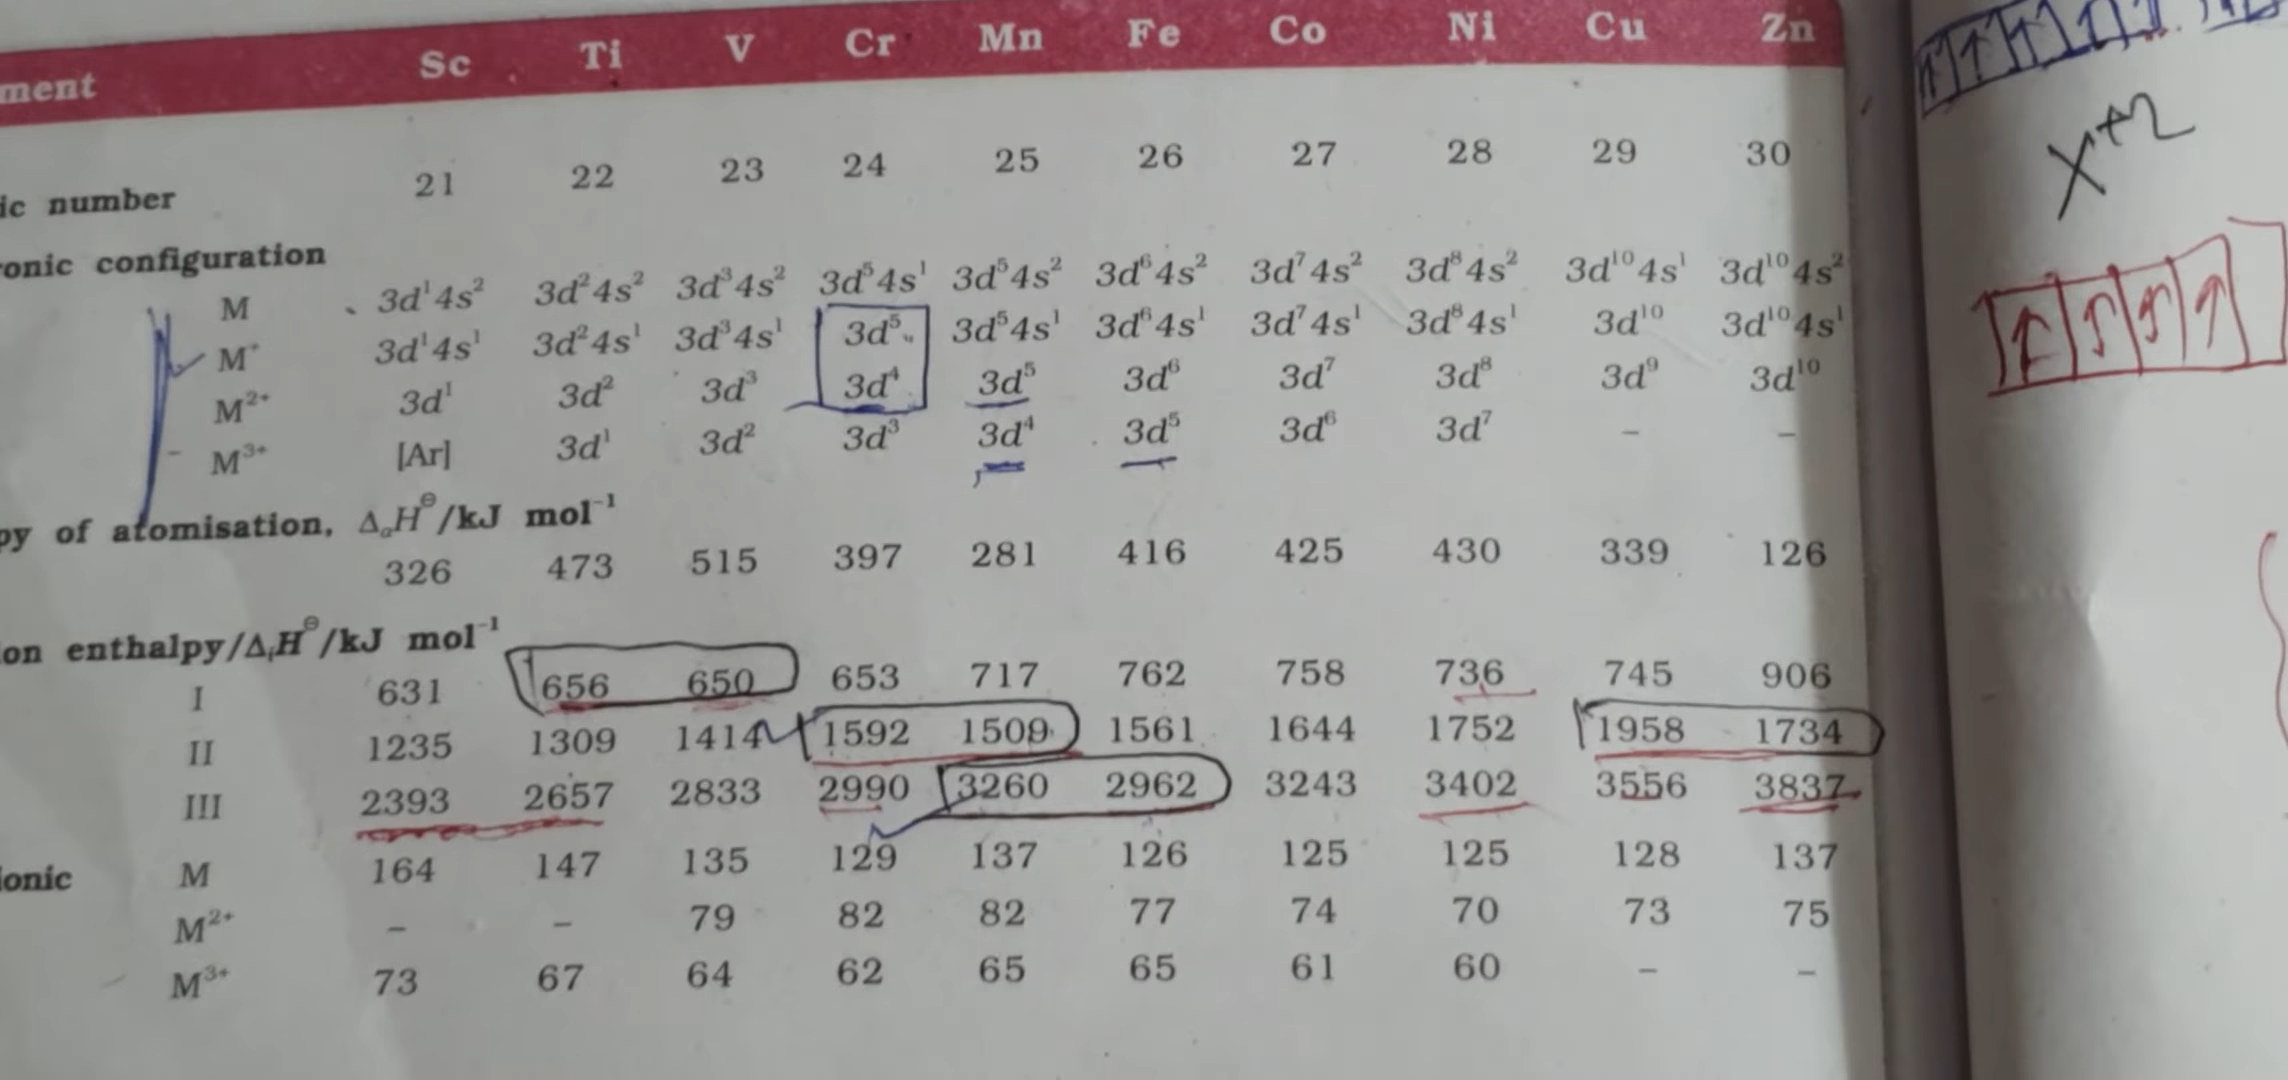 ment Sc Ti V Cr Mn Fe Co Ni Cu Zn
ic number 21 22 23 24 25 26 27 28 29 30
onic configuration
M 3d¹4s² 3d²4s² 3d³4s² 3d⁵4s¹ 3d⁵4s² 3d⁶4s² 3d⁷4s² 3d⁸4s² 3d¹⁰4s¹ 3d¹⁰4s²
M⁺ 3d¹4s¹ 3d²4s¹ 3d³4s¹ 3d⁵ 3d⁵4s¹ 3d⁶4s¹ 3d⁷4s¹ 3d⁸4s¹ 3d¹⁰ 3d¹⁰4s¹
M²⁺ 3d¹ 3d² 3d³ 3d⁴ 3d⁵ 3d⁶ 3d⁷ 3d⁸ 3d⁹ 3d¹⁰
M³⁺ [Ar] 3d¹ 3d² 3d³ 3d⁴ 3d⁵ 3d⁶ 3d⁷ – –
py of atomisation, ΔₐH⊖/kJ mol⁻¹
326 473 515 397 281 416 425 430 339 126
on enthalpy/ΔᵢH⊖/kJ mol⁻¹
I 631 656 650 653 717 762 758 736 745 906
II 1235 1309 1414 1592 1509 1561 1644 1752 1958 1734
III 2393 2657 2833 2990 3260 2962 3243 3402 3556 3837
ionic M 164 147 135 129 137 126 125 125 128 137
M²⁺ – – 79 82 82 77 74 70 73 75
M³⁺ 73 67 64 62 65 65 61 60 – –
X⁺²